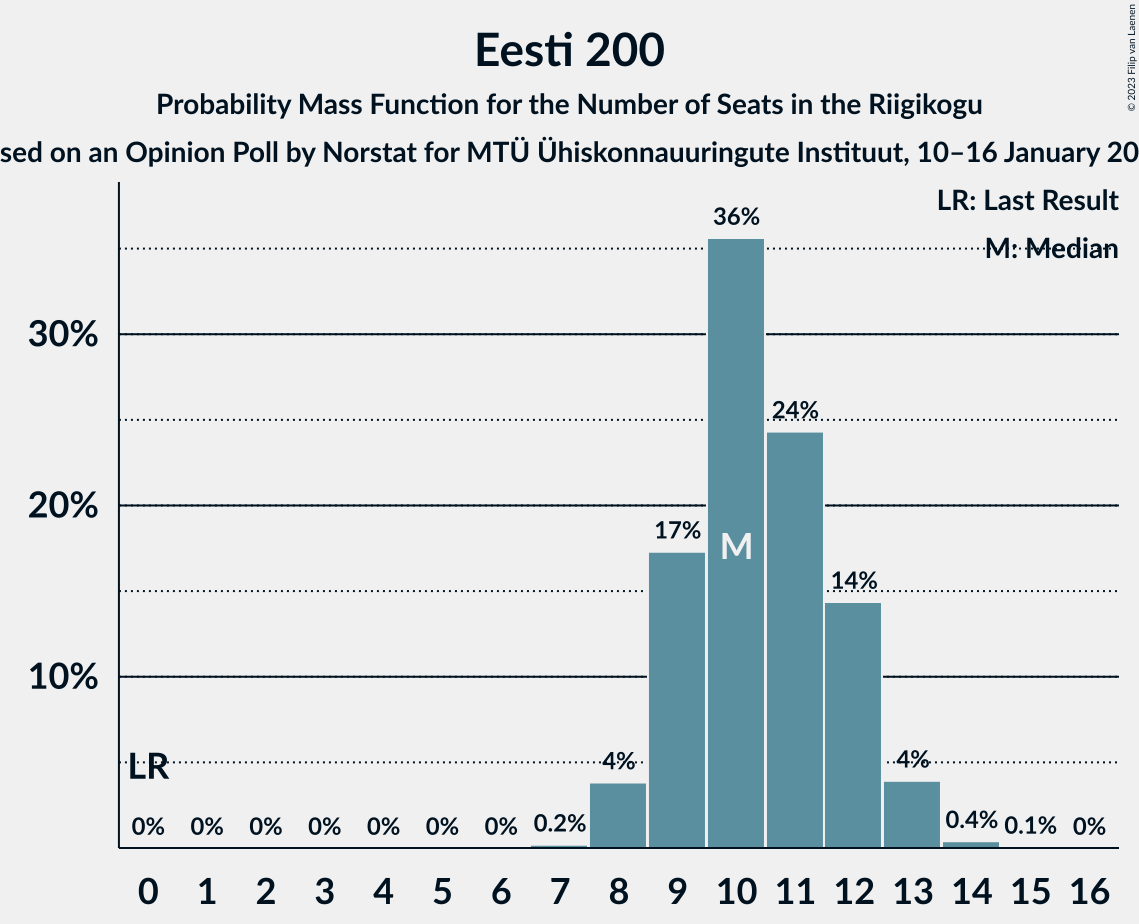 Eesti 200
Probability Mass Function for the Number of Seats in the Riigikogu
sed on an Opinion Poll by Norstat for MTÜ Ühiskonnauuringute Instituut, 10–16 January 20
© 2023 Filip van Laenen
LR: Last Result
M: Median
36%
30%
24%
20%
17%
M
14%
10%
LR
4%
4%
0% 0% 0% 0% 0% 0% 0% 0.2% 0.4% 0.1% 0%
0 1 2 3 4 5 6 7 8 9 10 11 12 13 14 15 16